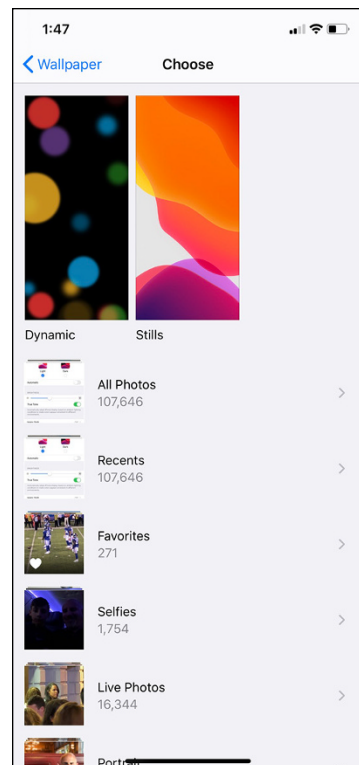 1:47
Wallpaper
Choose
Dynamic
Stills
All Photos
107,646
Recents
107,646
Favorites
271
Selfies
1,754
Live Photos
16,344